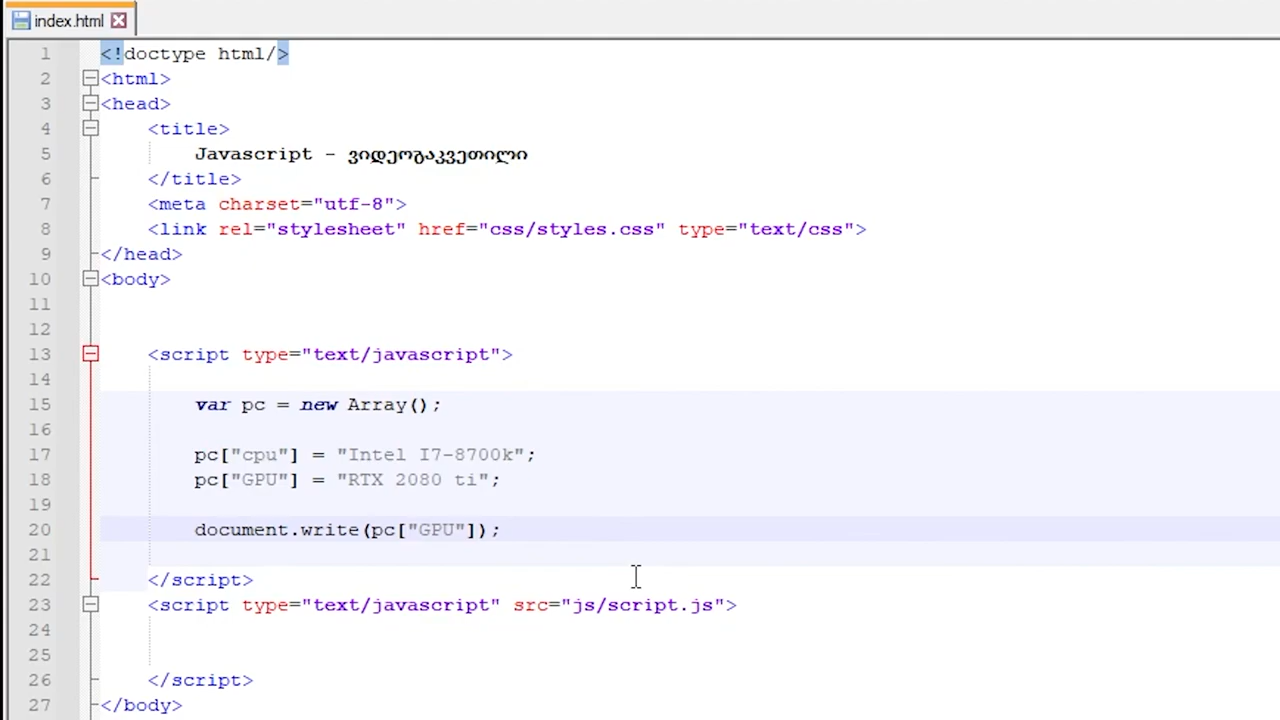 index.html
1 <!doctype html/>
2 <html>
3 <head>
4 <title>
5 Javascript - ვიდეოგაკვეთილი
6 </title>
7 <meta charset="utf-8">
8 <link rel="stylesheet" href="css/styles.css" type="text/css">
9 </head>
10 <body>
11
12
13 <script type="text/javascript">
14
15 var pc = new Array();
16
17 pc["cpu"] = "Intel I7-8700k";
18 pc["GPU"] = "RTX 2080 ti";
19
20 document.write(pc["GPU"]);
21
22 </script>
23 <script type="text/javascript" src="js/script.js">
24
25
26 </script>
27 </body>